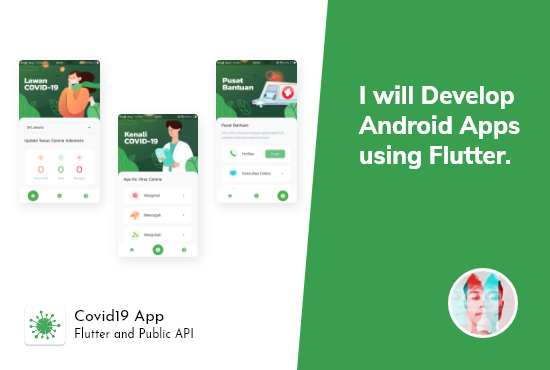 Lawan
COVID-19
DKI Jakarta
Update Kasus Corona Indonesia
0 0 0
Kenali
COVID-19
Apa Itu Virus Corona
Mengenal
Mencegah
Mengobati
Pusat
Bantuan
Pusat Bantuan
Hotline
Konsultasi Dokter
I will Develop
Android Apps
using Flutter.
Covid19 App
Flutter and Public API